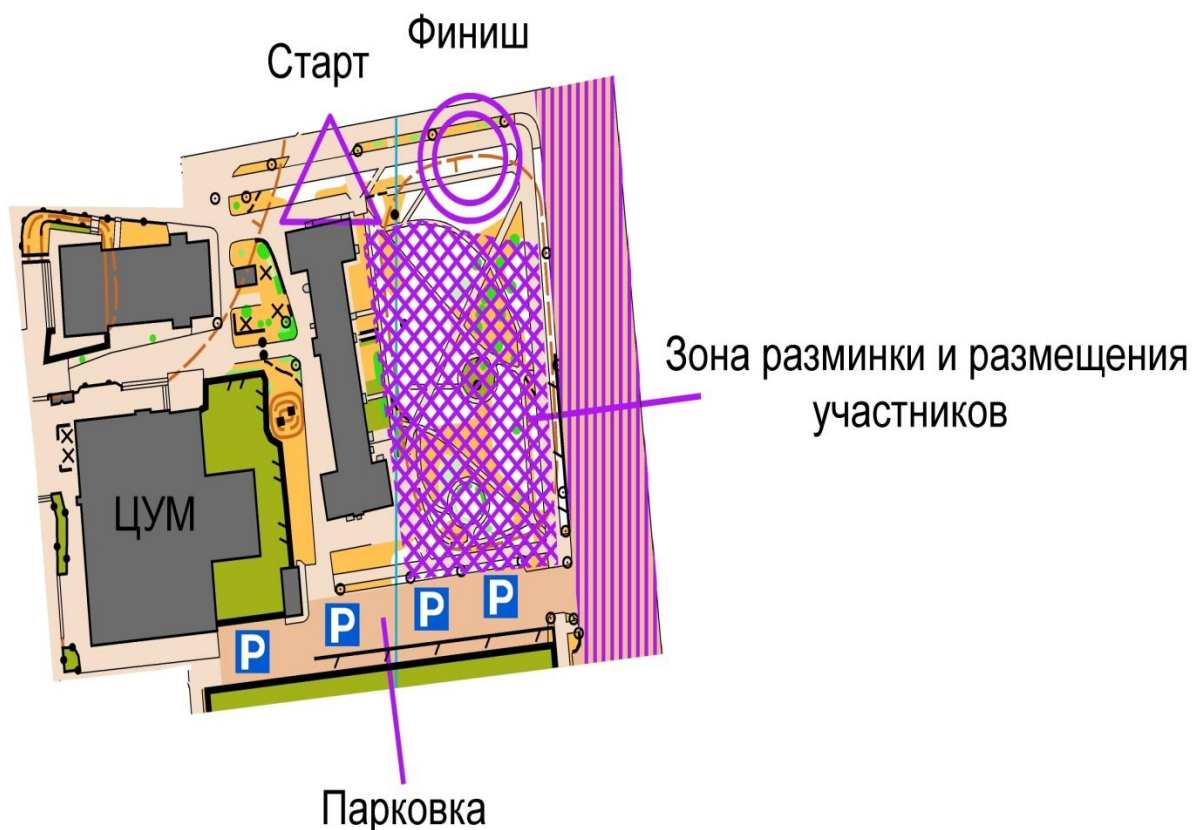 Финиш
Старт
Зона разминки и размещения
участников
ЦУМ
P
P
P
P
Парковка